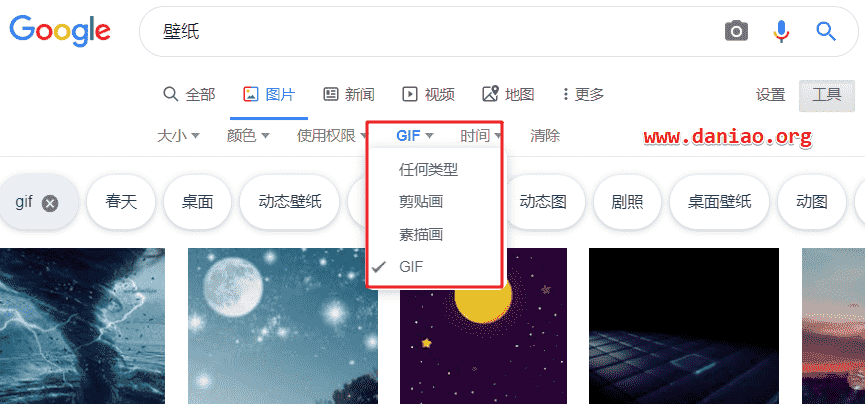 Google 壁纸
全部 图片 新闻 视频 地图 更多 设置 工具
大小 颜色 使用权限 GIF 时间 清除 www.daniao.org
任何类型
剪贴画
素描画
GIF
gif 春天 桌面 动态壁纸 动态图 剧照 桌面壁纸 动图